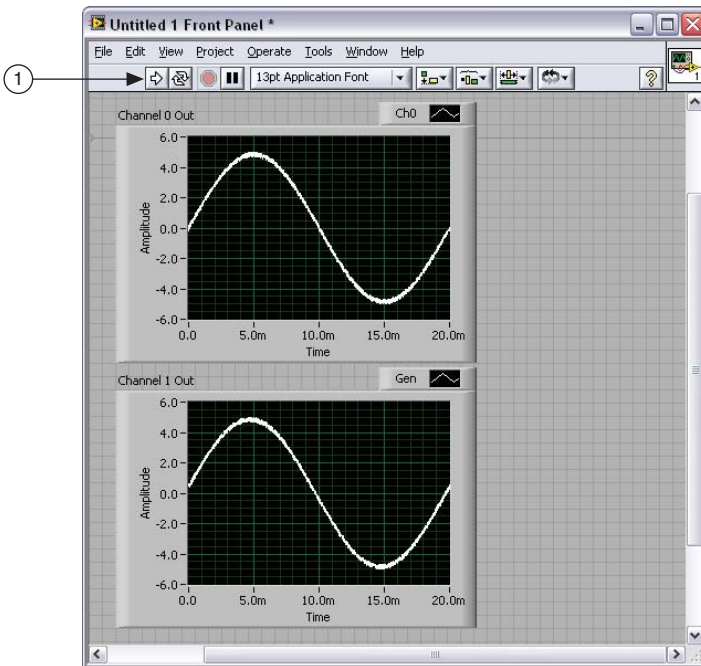 Untitled 1 Front Panel *
File Edit View Project Operate Tools Window Help
1
13pt Application Font
?
1
Channel 0 Out
Ch0
6.0
4.0
2.0
0.0
-2.0
-4.0
-6.0
Amplitude
0.0 5.0m 10.0m 15.0m 20.0m
Time
Channel 1 Out
Gen
6.0
4.0
2.0
0.0
-2.0
-4.0
-6.0
Amplitude
0.0 5.0m 10.0m 15.0m 20.0m
Time